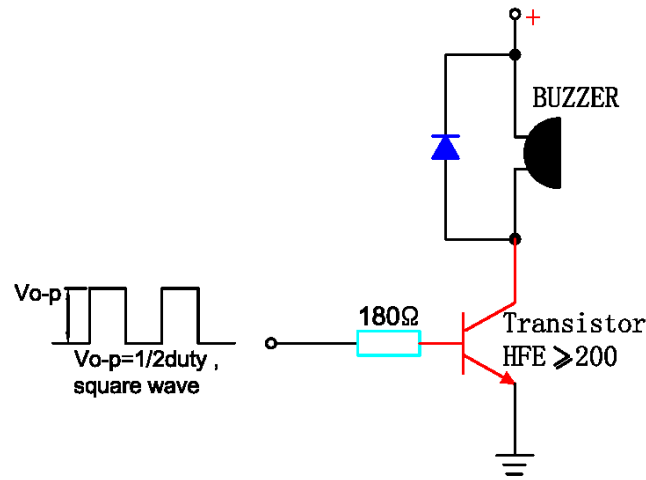 +
BUZZER
Vo-p
180Ω
Transistor
HFE ≥200
Vo-p=1/2duty ,
square wave